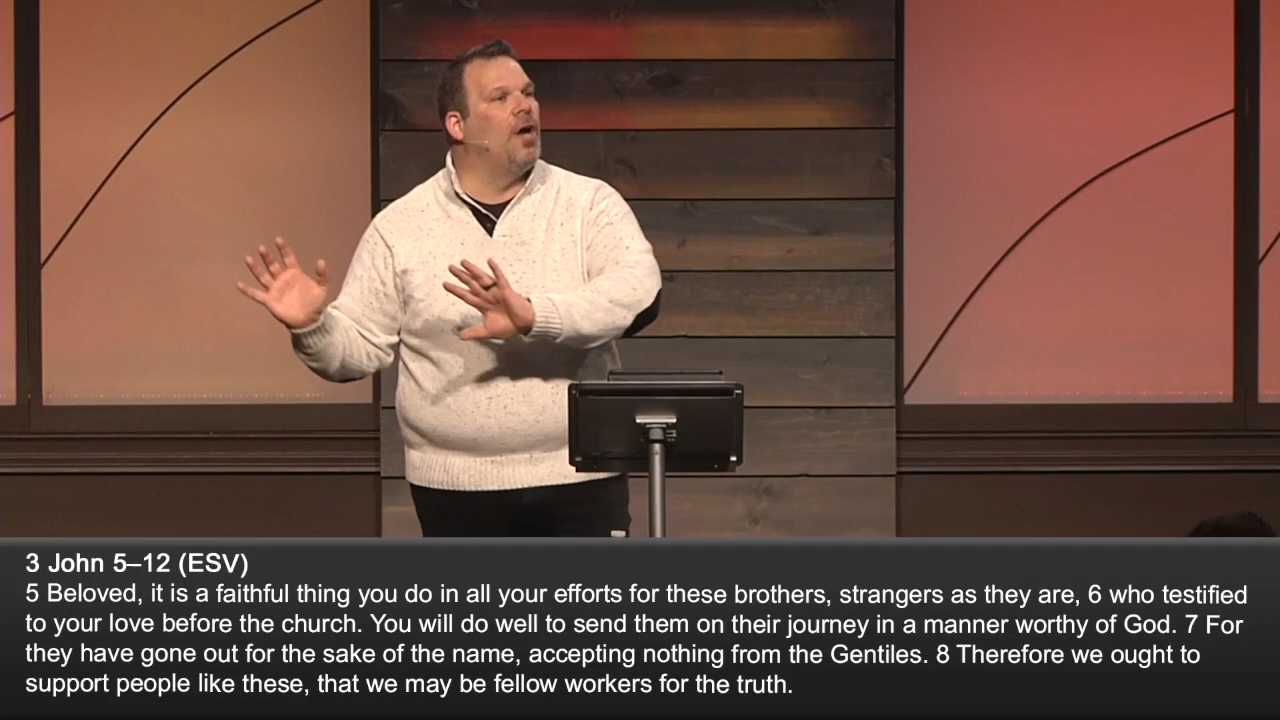 3 John 5–12 (ESV)
5 Beloved, it is a faithful thing you do in all your efforts for these brothers, strangers as they are, 6 who testified
to your love before the church. You will do well to send them on their journey in a manner worthy of God. 7 For
they have gone out for the sake of the name, accepting nothing from the Gentiles. 8 Therefore we ought to
support people like these, that we may be fellow workers for the truth.